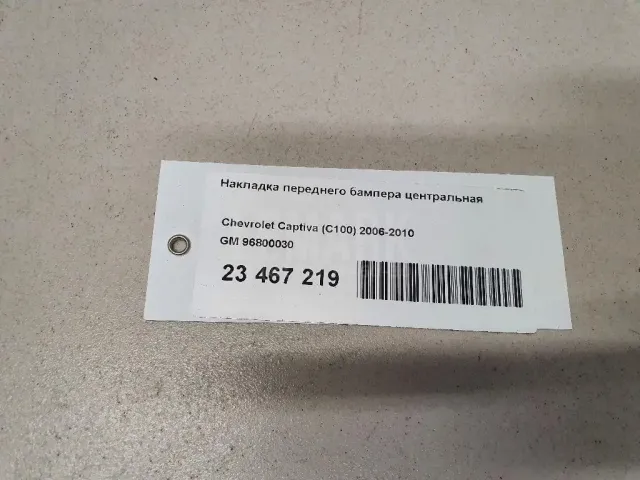 Накладка переднего бампера центральная
Chevrolet Captiva (C100) 2006-2010
GM 96800030
23 467 219